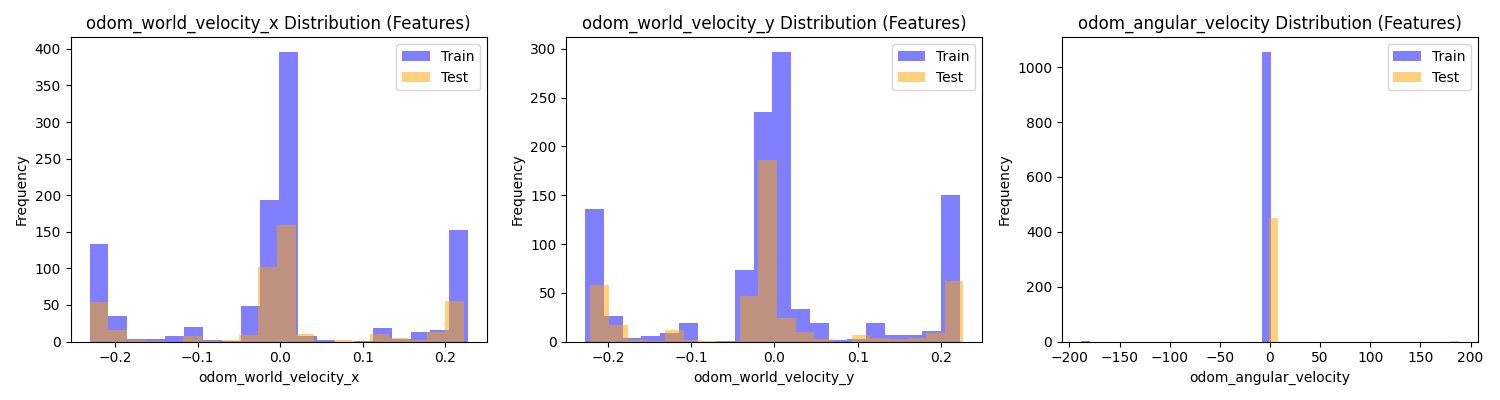 odom_world_velocity_x Distribution (Features)
400
350
300
250
200
150
100
50
0
Frequency
−0.2
−0.1
0.0
0.1
0.2
odom_world_velocity_x
Train
Test
odom_world_velocity_y Distribution (Features)
300
250
200
150
100
50
0
Frequency
−0.2
−0.1
0.0
0.1
0.2
odom_world_velocity_y
Train
Test
odom_angular_velocity Distribution (Features)
1000
800
600
400
200
0
Frequency
−200
−150
−100
−50
0
50
100
150
200
odom_angular_velocity
Train
Test